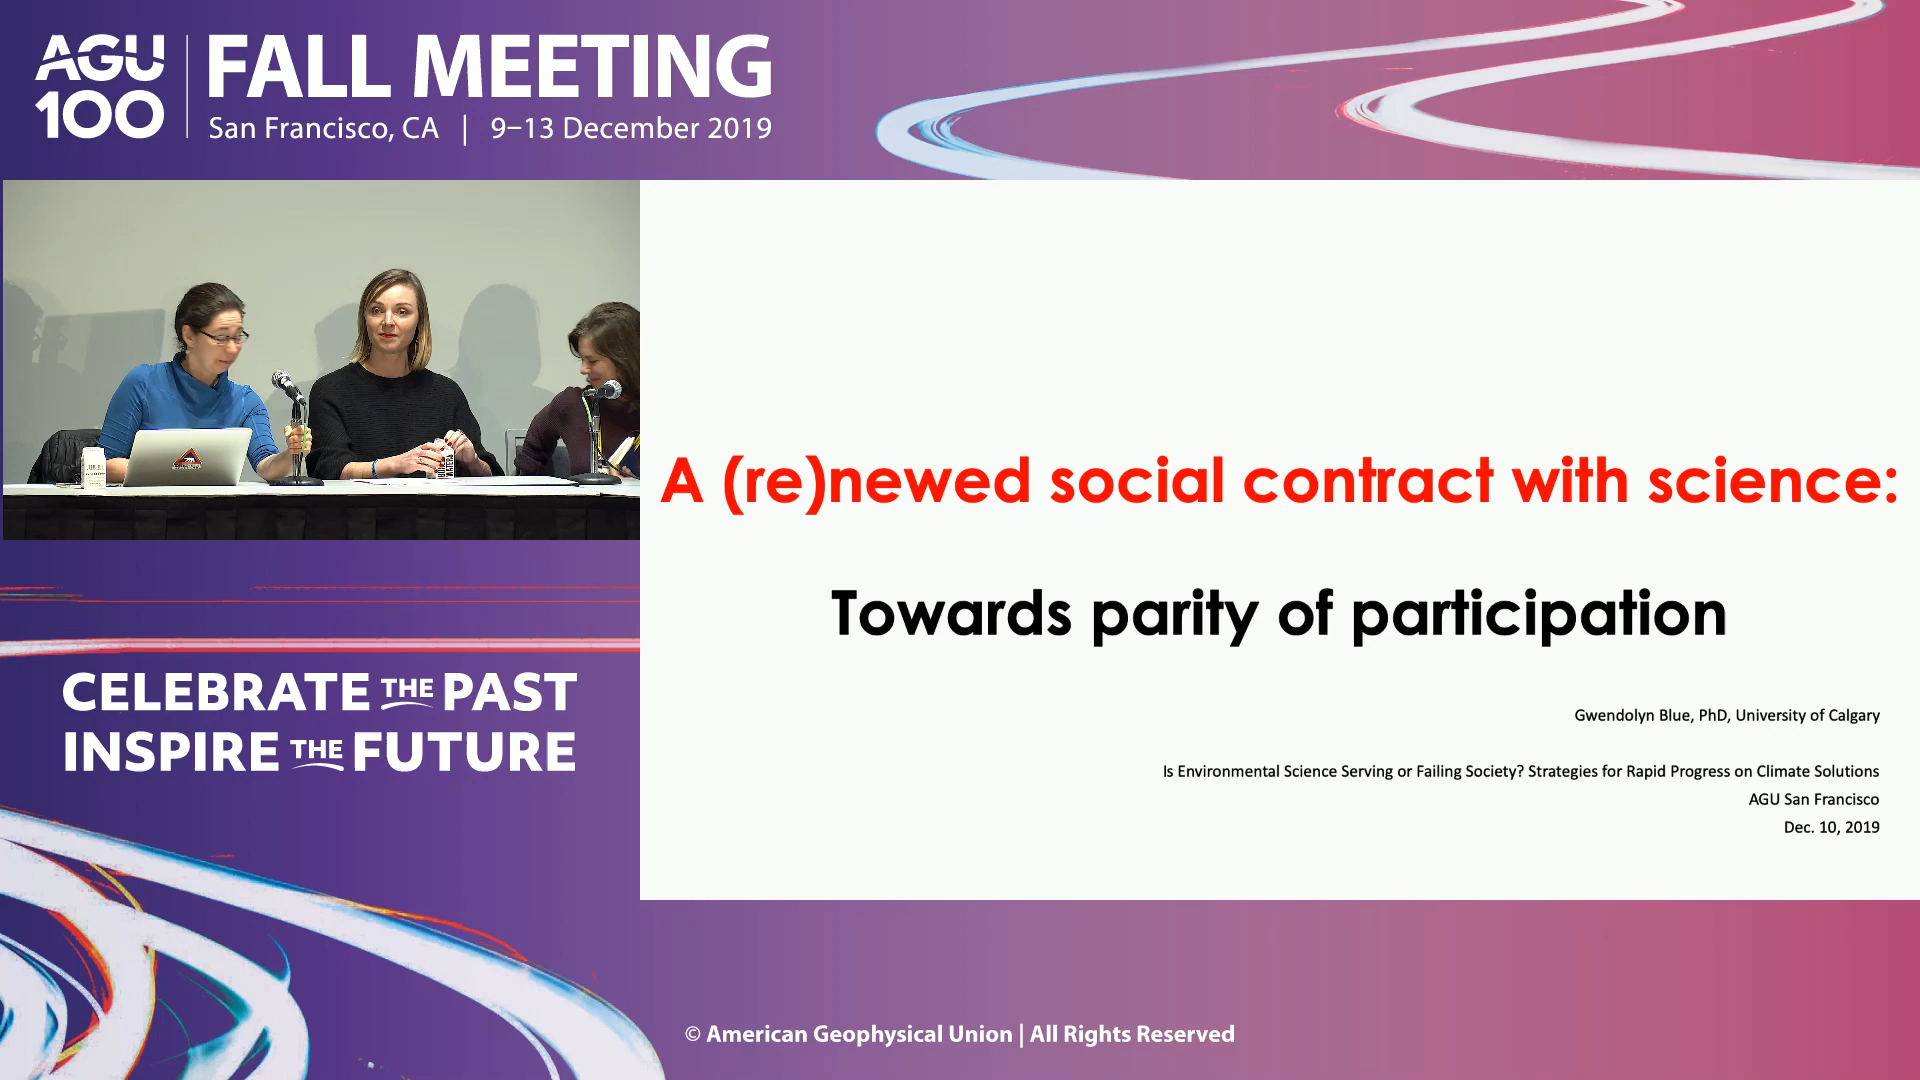 AGU
100
FALL MEETING
San Francisco, CA | 9–13 December 2019
A (re)newed social contract with science:
Towards parity of participation
Gwendolyn Blue, PhD, University of Calgary
Is Environmental Science Serving or Failing Society? Strategies for Rapid Progress on Climate Solutions
AGU San Francisco
Dec. 10, 2019
CELEBRATE THE PAST
INSPIRE THE FUTURE
© American Geophysical Union | All Rights Reserved